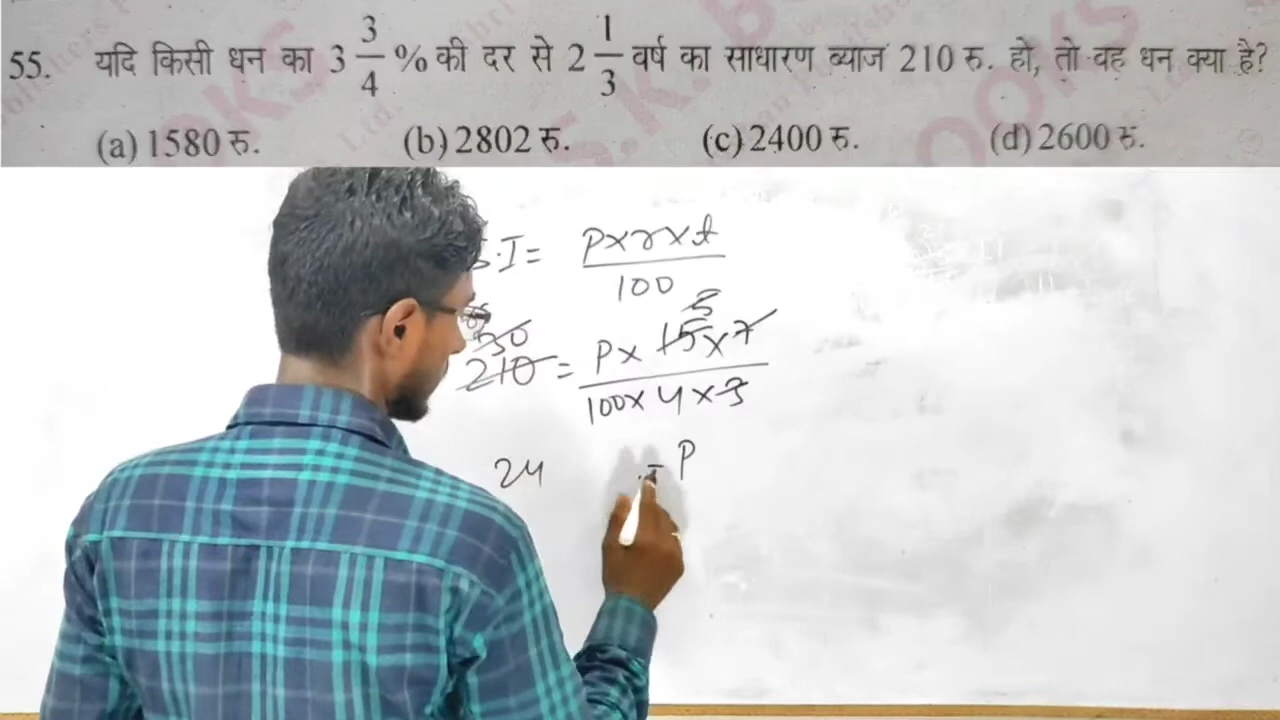 55. यदि किसी धन का 3 3/4 % की दर से 2 1/3 वर्ष का साधारण ब्याज 210 रु. हो, तो वह धन क्या है?
(a) 1580 रु. (b) 2802 रु. (c) 2400 रु. (d) 2600 रु.
S.I = P×r×t
100
5
30
210 = P× 15×7
100×4×3
24 = P